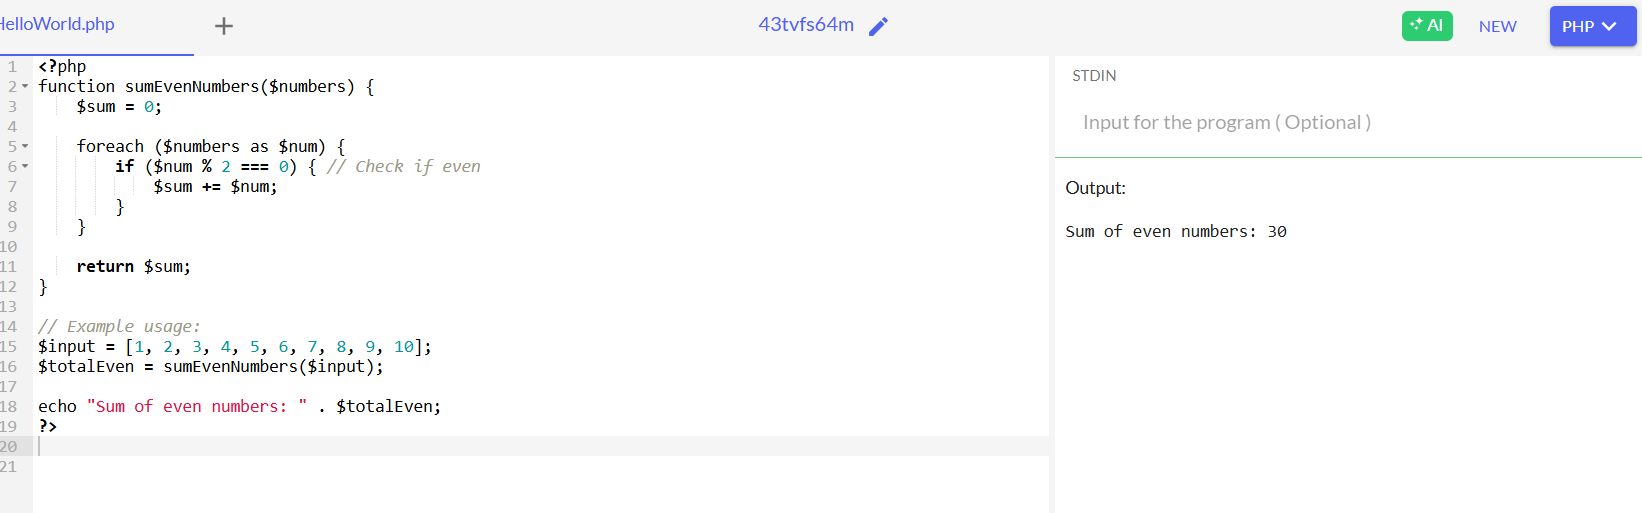 HelloWorld.php + 43tvfs64m AI NEW PHP
1 <?php
2 function sumEvenNumbers($numbers) {
3     $sum = 0;
4
5     foreach ($numbers as $num) {
6         if ($num % 2 === 0) { // Check if even
7             $sum += $num;
8         }
9     }
10
11     return $sum;
12 }
13
14 // Example usage:
15 $input = [1, 2, 3, 4, 5, 6, 7, 8, 9, 10];
16 $totalEven = sumEvenNumbers($input);
17
18 echo "Sum of even numbers: " . $totalEven;
19 ?>
20
21
STDIN
Input for the program ( Optional )
Output:
Sum of even numbers: 30